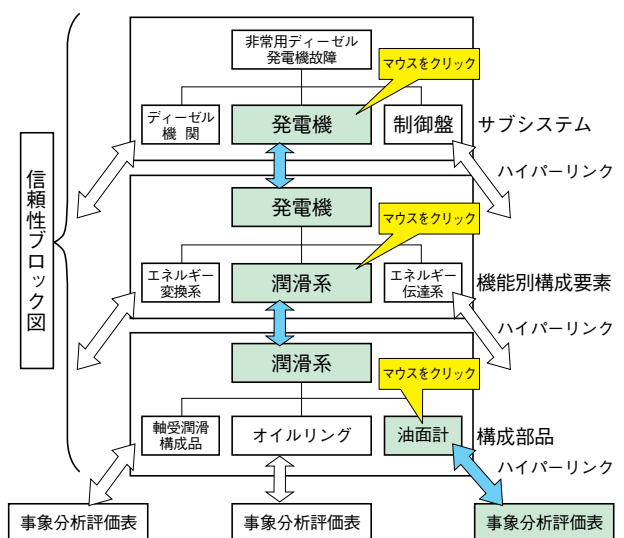 非常用ディーゼル
発電機故障
マウスをクリック
ディーゼル
機 関
発電機
制御盤
サブシステム
ハイパーリンク
信頼性ブロック図
発電機
マウスをクリック
エネルギー
変換系
潤滑系
エネルギー
伝達系
機能別構成要素
ハイパーリンク
潤滑系
マウスをクリック
軸受潤滑
構成品
オイルリング
油面計
構成部品
ハイパーリンク
事象分析評価表
事象分析評価表
事象分析評価表